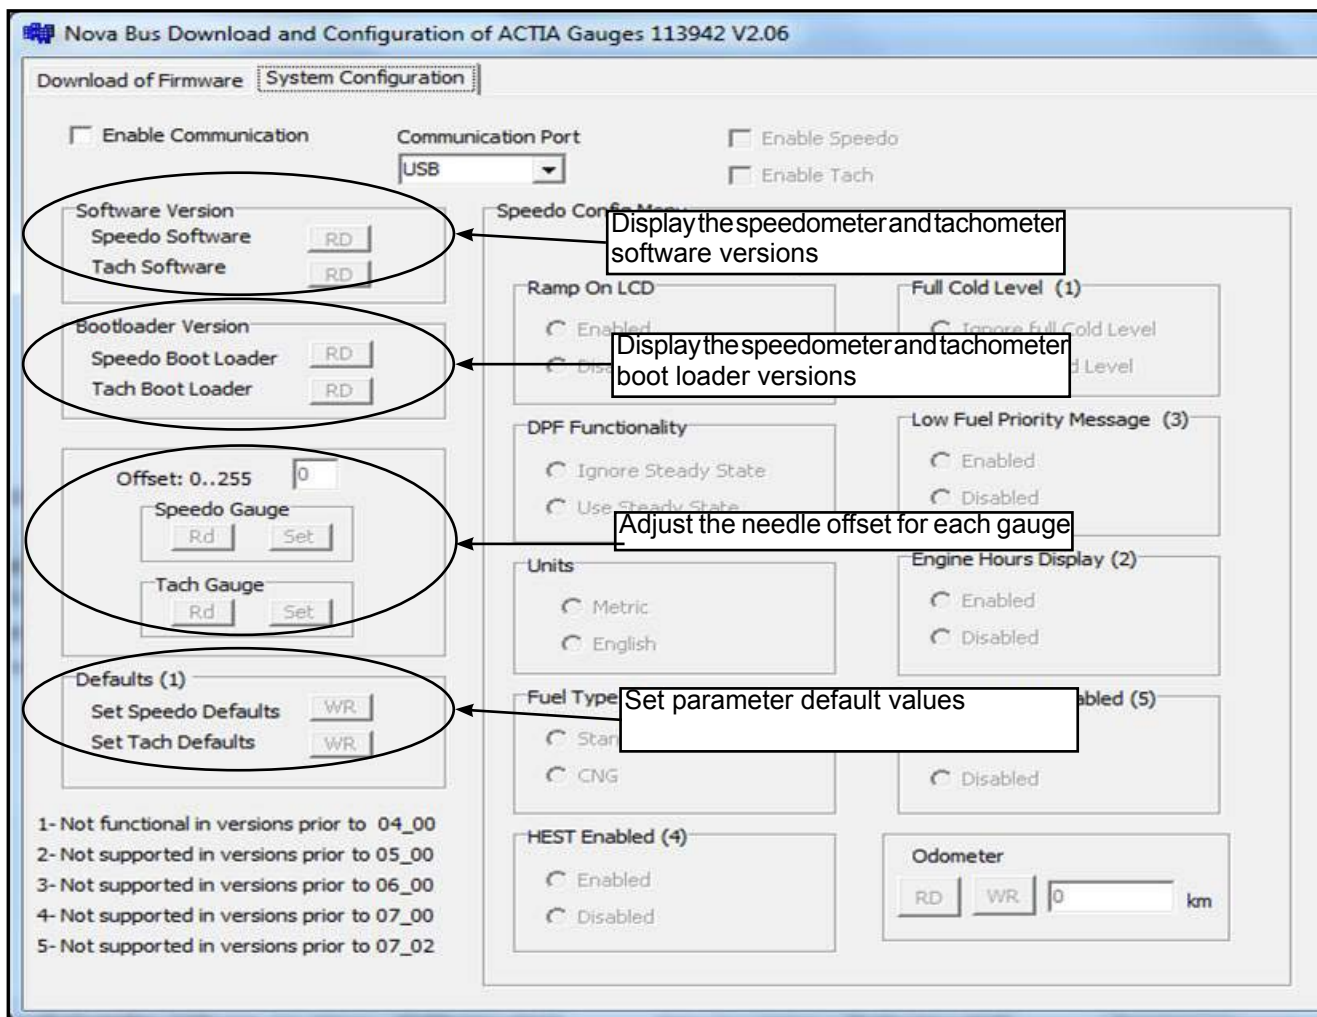 Nova Bus Download and Configuration of ACTIA Gauges 113942 V2.06
Download of Firmware
System Configuration
Enable Communication
Communication Port
USB
Enable Speedo
Enable Tach
Software Version
Speedo Software RD
Tach Software RD
Bootloader Version
Speedo Boot Loader RD
Tach Boot Loader RD
Offset: 0..255 0
Speedo Gauge
Rd Set
Tach Gauge
Rd Set
Defaults (1)
Set Speedo Defaults WR
Set Tach Defaults WR
1- Not functional in versions prior to 04_00
2- Not supported in versions prior to 05_00
3- Not supported in versions prior to 06_00
4- Not supported in versions prior to 07_00
5- Not supported in versions prior to 07_02
Speedo Config Menu
Display the speedometer and tachometer
software versions
Ramp On LCD
Enabled
Display the speedometer and tachometer
boot loader versions
Full Cold Level (1)
Ignore full Cold Level
Level
DPF Functionality
Ignore Steady State
Use Steady State
Low Fuel Priority Message (3)
Enabled
Disabled
Adjust the needle offset for each gauge
Units
Metric
English
Engine Hours Display (2)
Enabled
Disabled
Fuel Type
Set parameter default values
CNG
(5)
Disabled
HEST Enabled (4)
Enabled
Disabled
Odometer
RD WR 0 km